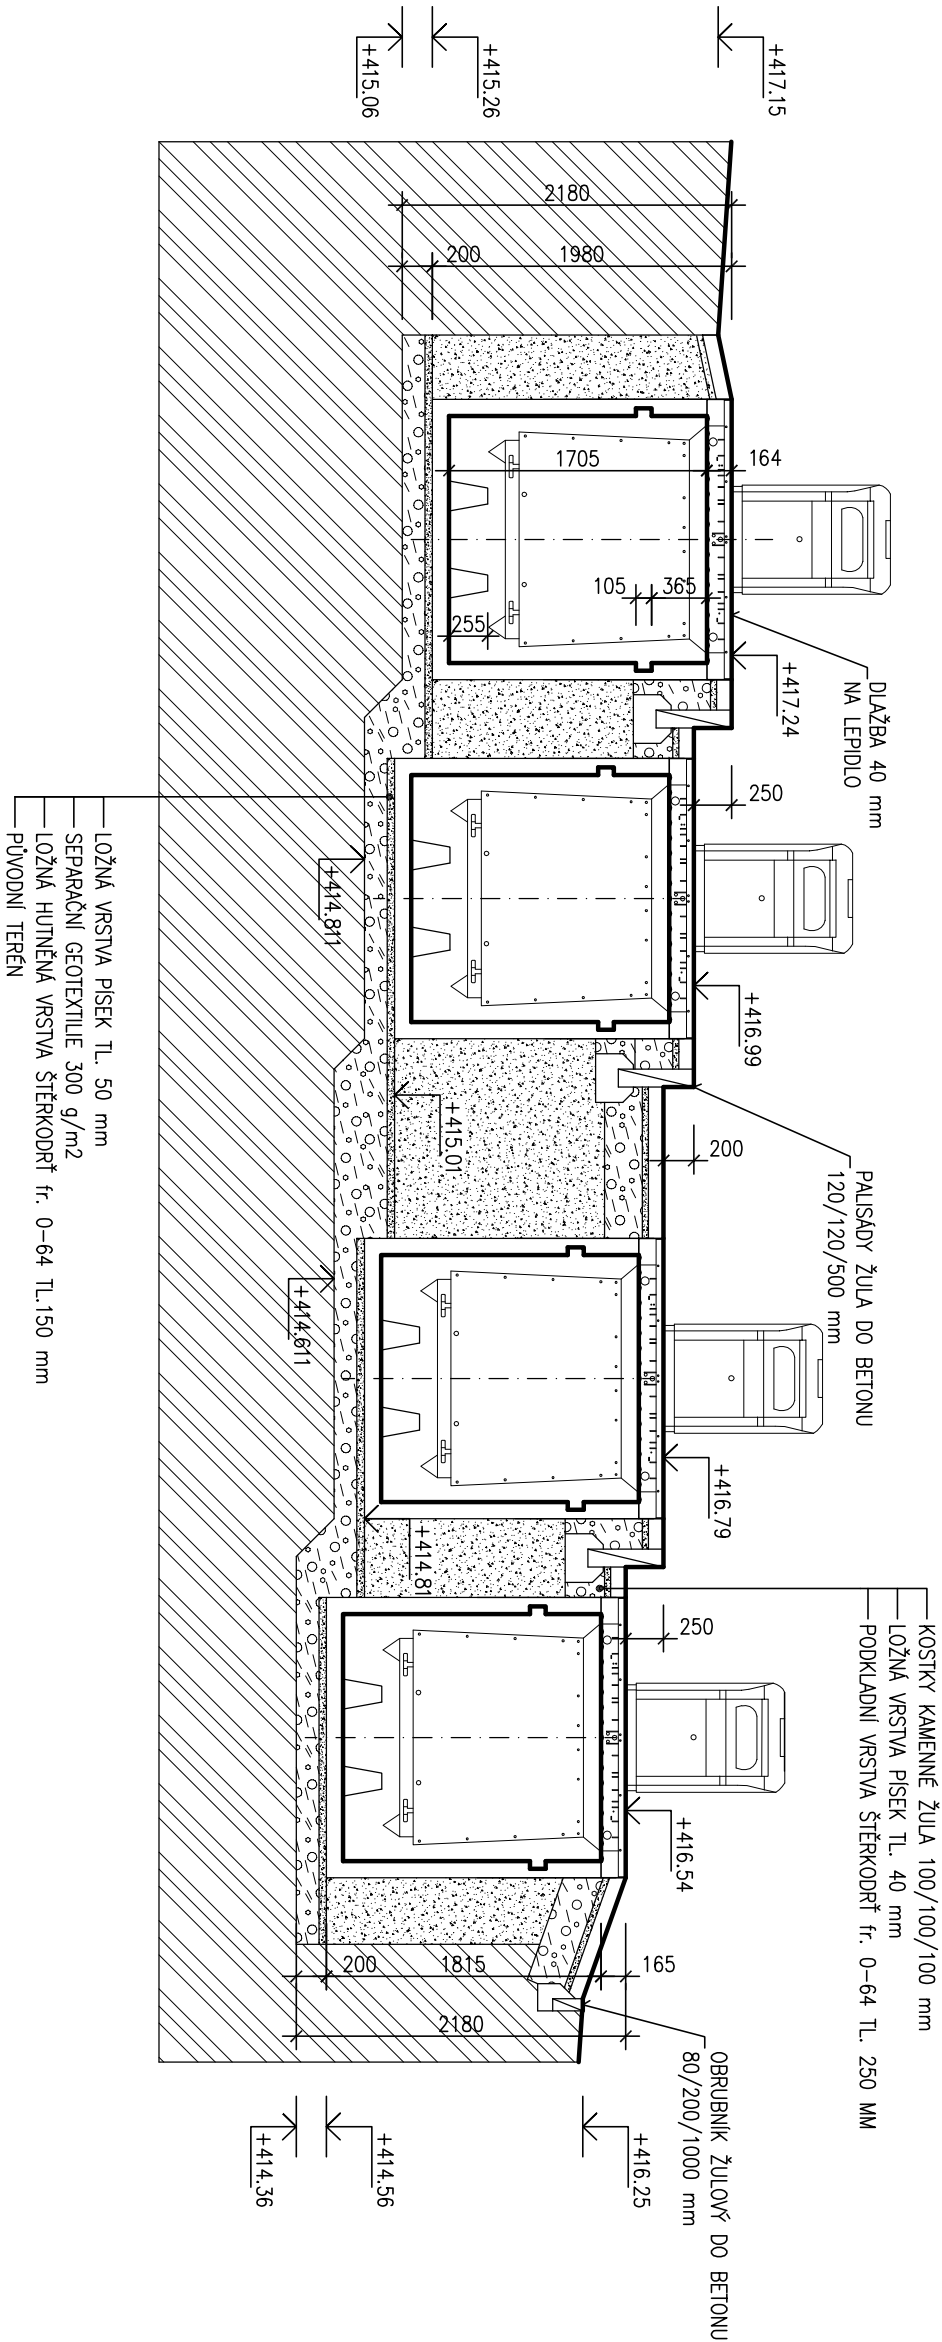 KOSTKY KAMENNÉ ŽULA 100/100/100 mm
LOŽNÁ VRSTVA PÍSEK TL. 40 mm
PODKLADNÍ VRSTVA ŠTĚRKODRŤ fr. 0-64 TL. 250 MM
DLAŽBA 40 mm
NA LEPIDLO
PALISÁDY ŽULA DO BETONU
120/120/500 mm
OBRUBNÍK ŽULOVÝ DO BETONU
80/200/1000 mm
+417.15
+417.24
+416.99
+416.79
+416.54
+416.25
164
250
200
250
165
+415.26
+415.06
2180
200
1980
1705
105
365
255
+415.01
+414.81
200
1815
2180
+414.811
+414.611
+414.56
+414.36
LOŽNÁ VRSTVA PÍSEK TL. 50 mm
SEPARAČNÍ GEOTEXTILIE 300 g/m2
LOŽNÁ HUTNĚNÁ VRSTVA ŠTĚRKODRŤ fr. 0-64 TL.150 mm
PŮVODNÍ TERÉN